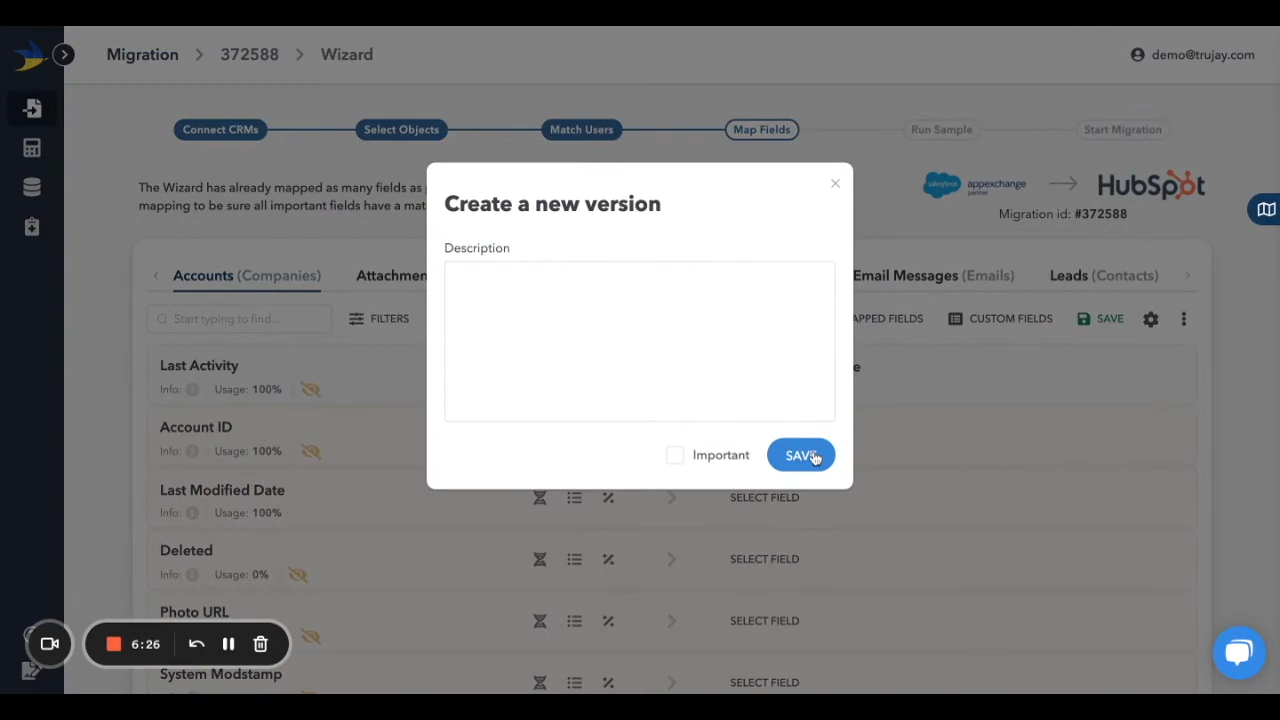 Migration > 372588 > Wizard
demo@trujay.com
Connect CRMs
Select Objects
Match Users
Map Fields
Run Sample
Start Migration
The Wizard has already mapped as many fields as
mapping to be sure all important fields have a
salesforce
appexchange
partner
HubSpot
Migration id: #372588
Create a new version
Description
Important
SAVE
Accounts (Companies)
Attachmen
Email Messages (Emails)
Leads (Contacts)
Start typing to find...
FILTERS
APPED FIELDS
CUSTOM FIELDS
SAVE
Last Activity
Info: Usage: 100%
Account ID
Info: Usage: 100%
Last Modified Date
Info: Usage: 100%
SELECT FIELD
Deleted
Info: Usage: 0%
SELECT FIELD
Photo URL
SELECT FIELD
System Modstamp
SELECT FIELD
6:26